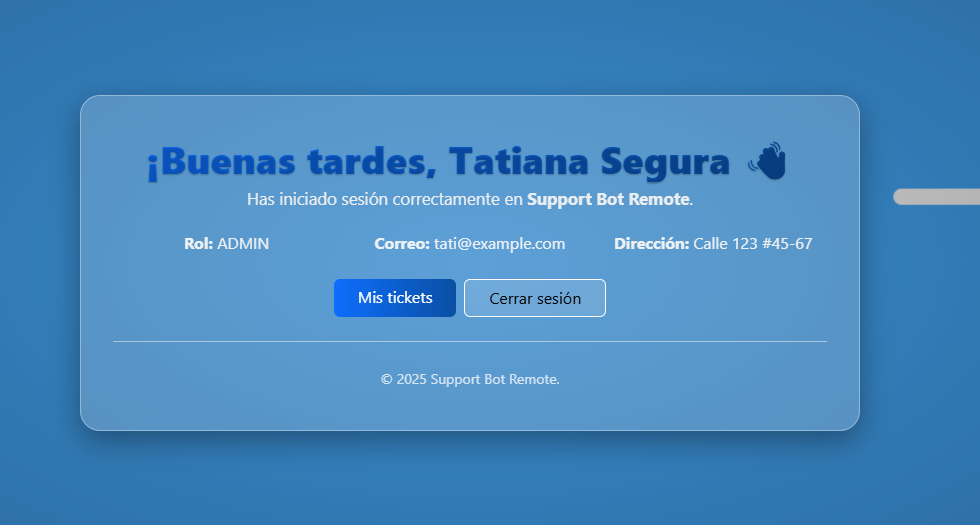 ¡Buenas tardes, Tatiana Segura 👋
Has iniciado sesión correctamente en Support Bot Remote.
Rol: ADMIN Correo: tati@example.com Dirección: Calle 123 #45-67
Mis tickets Cerrar sesión
© 2025 Support Bot Remote.